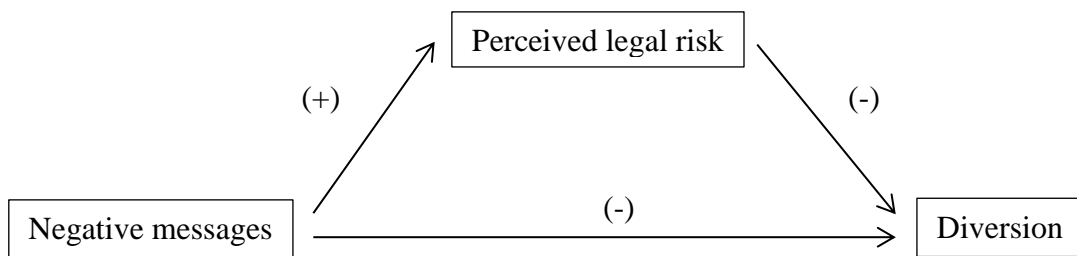 Perceived legal risk
(+)
(-)
(-)
Negative messages
Diversion